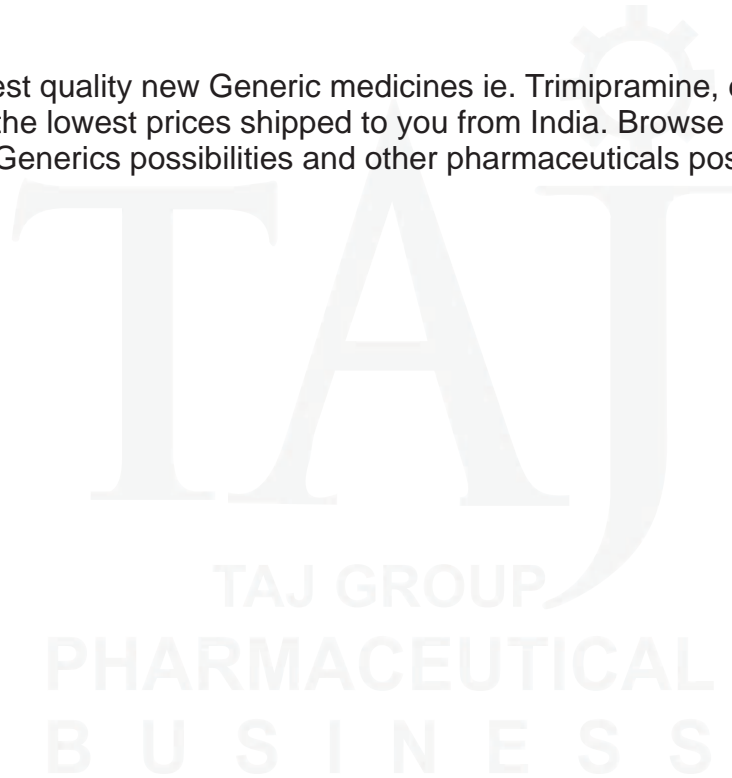 est quality new Generic medicines ie. Trimipramine,
the lowest prices shipped to you from India. Browse
Generics possibilities and other pharmaceuticals pos
TAJ
TAJ GROUP
PHARMACEUTICAL
BUSINESS